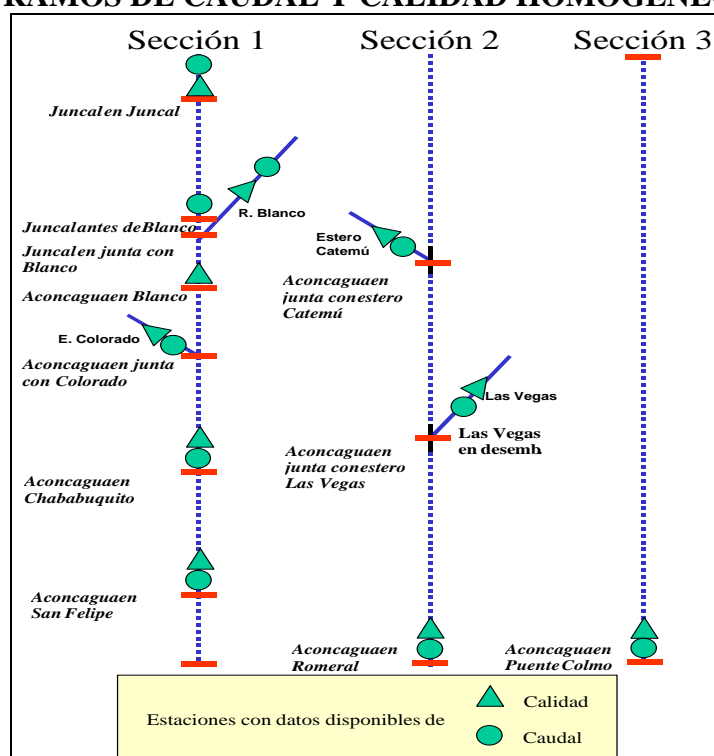 RAMOS DE CAUDAL Y CALIDAD HOMOGÉNE
Sección 1
Sección 2
Sección 3
Juncal en Juncal
R. Blanco
Juncal antes de Blanco
Juncal en junta con
Blanco
Aconcagua en Blanco
E. Colorado
Aconcagua en junta
con Colorado
Aconcagua en
Chababuquito
Aconcagua en
San Felipe
Estero
Catemú
Aconcagua en
junta con estero
Catemú
Las Vegas
Las Vegas
en desemb.
Aconcagua en
junta con estero
Las Vegas
Aconcagua en
Romeral
Aconcagua en
Puente Colmo
Estaciones con datos disponibles de
Calidad
Caudal